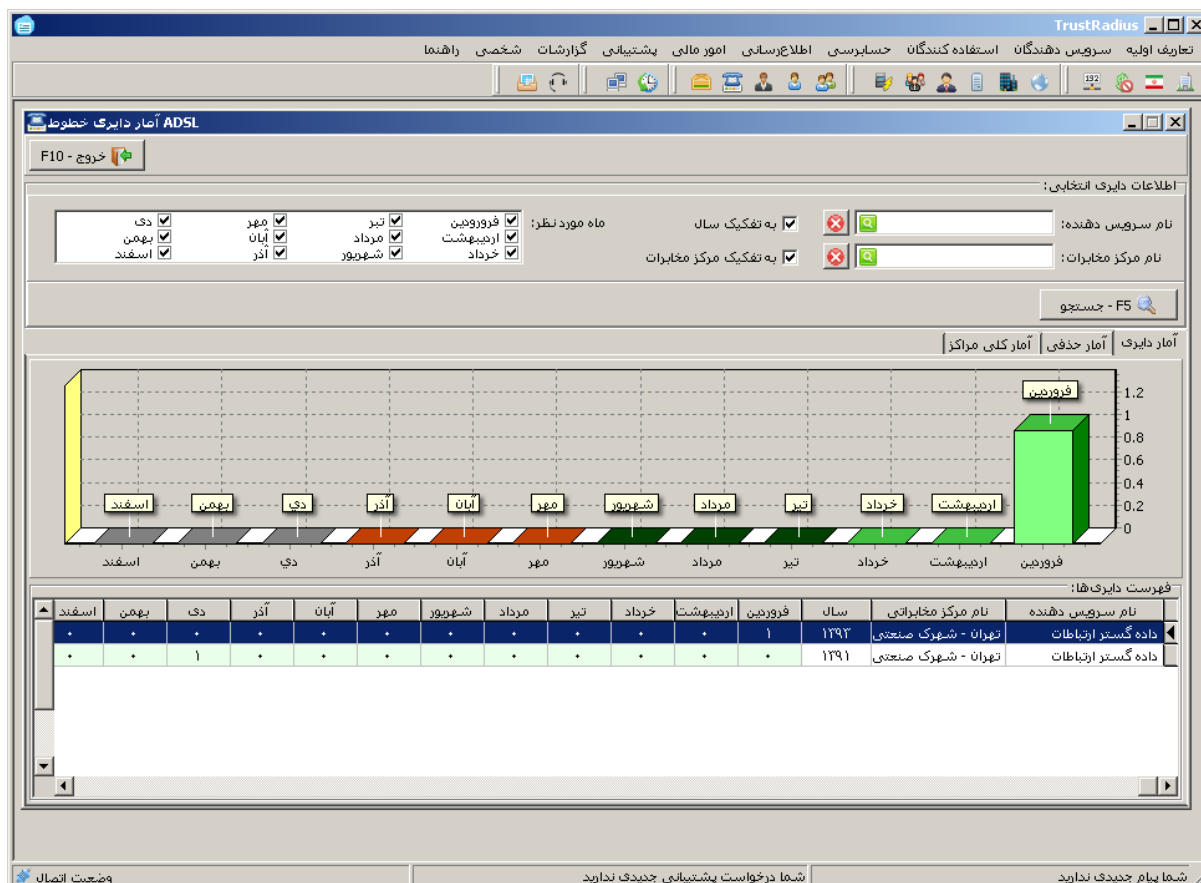 TrustRadius
تعاریف اولیه سرویس دهندگان استفاده کنندگان حسابرسی اطلاع‌رسانی امور مالی پشتیبانی گزارشات شخصی راهنما
192
آمار دایری خطوط ADSL
خروج - F10
اطلاعات دایری انتخابی:
نام سرویس دهنده:
به تفکیک سال
نام مرکز مخابرات:
به تفکیک مرکز مخابرات
ماه مورد نظر:
فرورودین تیر مهر دی
اردیبهشت مرداد آبان بهمن
خرداد شهریور آذر اسفند
F5 - جستجو
آمار دایری آمار حذفی آمار کلی مراکز
1.2
1
0.8
0.6
0.4
0.2
0
فروردین اردیبهشت خرداد تیر مرداد شهریور مهر آبان آذر دي بهمن اسفند
فروردین اردیبهشت خرداد تیر مرداد شهریور مهر آبان آذر دي بهمن اسفند
فهرست دایری‌ها:
نام سرویس دهنده نام مرکز مخابراتی سال فروردین اردیبهشت خرداد تیر مرداد شهریور مهر آبان آذر دی بهمن اسفند
داده گستر ارتباطات تهران - شهرک صنعتی ۱۳۹۳ ۱ ۰ ۰ ۰ ۰ ۰ ۰ ۰ ۰ ۰ ۰ ۰
داده گستر ارتباطات تهران - شهرک صنعتی ۱۳۹۱ ۰ ۰ ۰ ۰ ۰ ۰ ۰ ۰ ۰ ۱ ۰ ۰
شما پیام جدیدی ندارید
شما درخواست پشتیبانی جدیدی ندارید
وضعیت اتصال